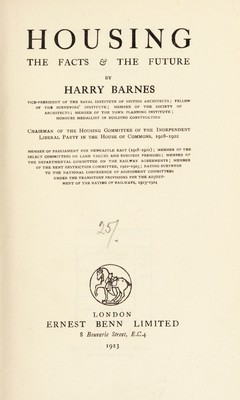 HOUSING
THE FACTS & THE FUTURE
BY
HARRY BARNES
VICE-PRESIDENT OF THE ROYAL INSTITUTE OF BRITISH ARCHITECTS; FELLOW
OF THE SURVEYORS' INSTITUTE; MEMBER OF THE SOCIETY OF
ARCHITECTS; MEMBER OF THE TOWN PLANNING INSTITUTE;
HONOURS MEDALLIST IN BUILDING CONSTRUCTION
CHAIRMAN OF THE HOUSING COMMITTEE OF THE INDEPENDENT
LIBERAL PARTY IN THE HOUSE OF COMMONS, 1918-1922
MEMBER OF PARLIAMENT FOR NEWCASTLE EAST (1918-1922); MEMBER OF THE
SELECT COMMITTEES ON LAND VALUES AND BUSINESS PREMISES; MEMBER OF
THE DEPARTMENTAL COMMITTEE ON THE RAILWAY AGREEMENTS; MEMBER
OF THE RENT RESTRICTION COMMITTEE, 1920-1923; RATING SURVEYOR
TO THE NATIONAL CONFERENCE OF ASSESSMENT COMMITTEES
UNDER THE TRANSITORY PROVISIONS FOR THE ADJUST-
MENT OF THE RATING OF RAILWAYS, 1923-1924
25/.
LONDON
ERNEST BENN LIMITED
8 Bouverie Street, E.C.4
1923